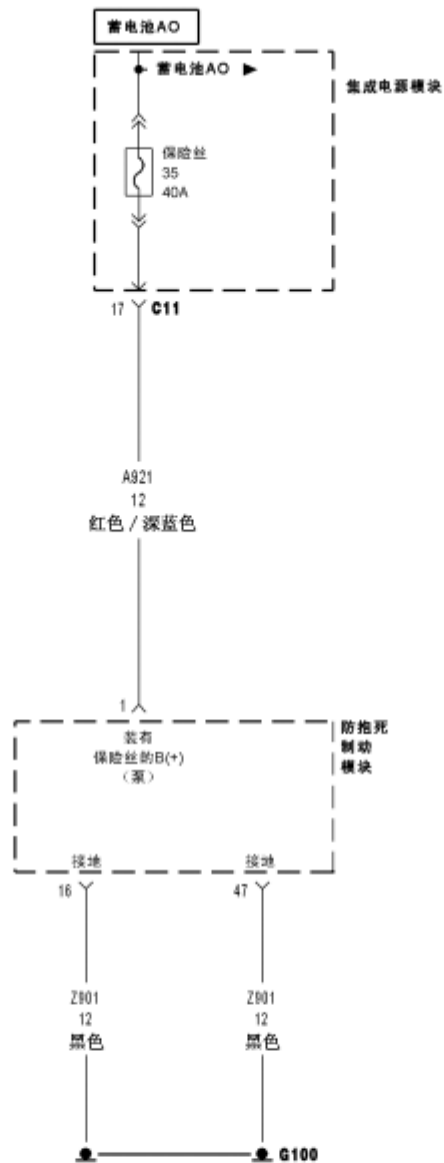 蓄电池A0
蓄电池A0
集成电源模块
保险丝
35
40A
17
C11
A921
12
红色 / 深蓝色
1
装有
保险丝的B(+)
（泵）
防抱死
制动
模块
接地
接地
16
47
Z901
12
黑色
Z901
12
黑色
G100